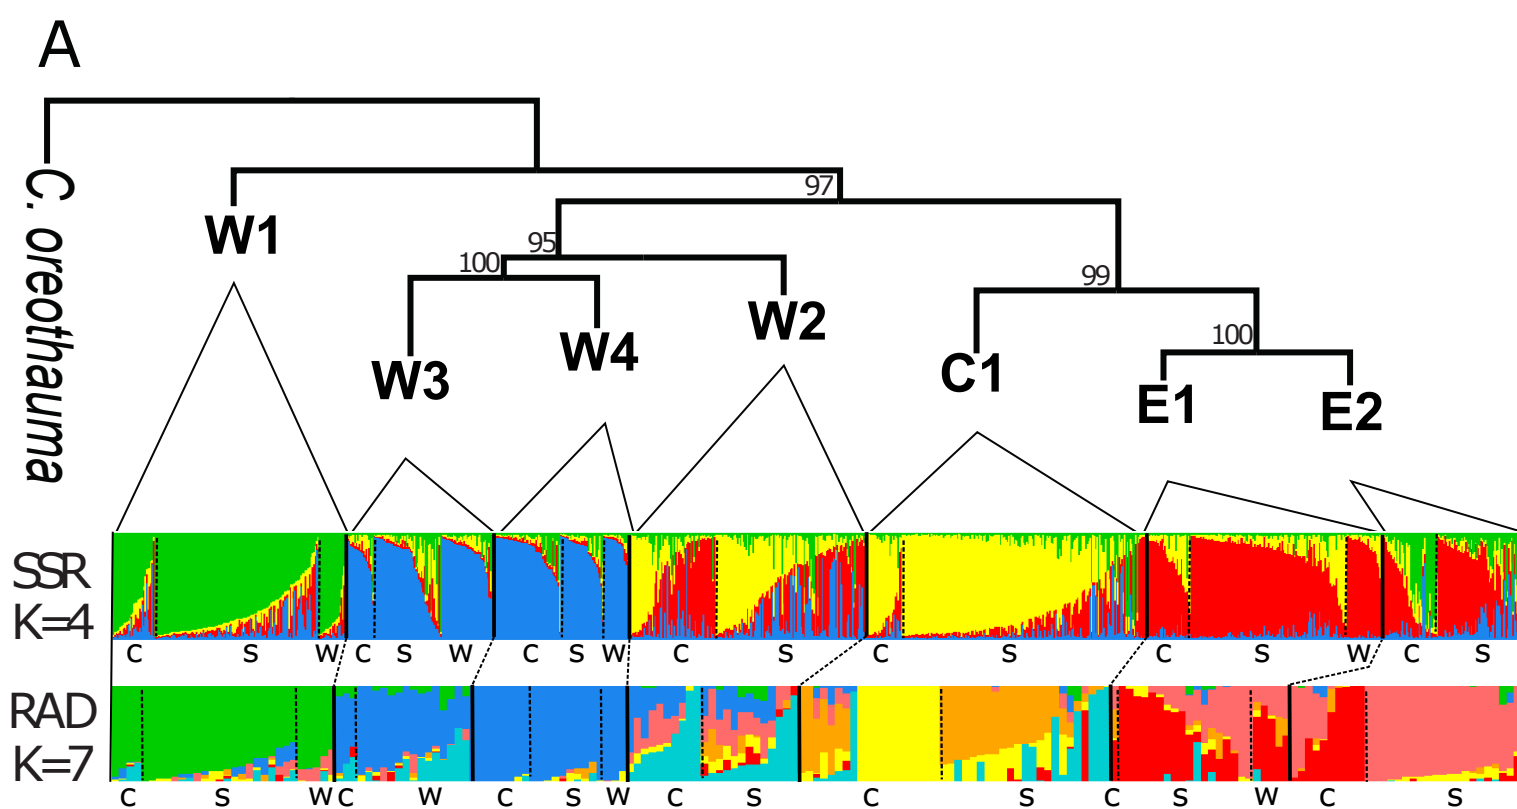 A
C. oreothauma
97
W1
95
100
99
W2
100
W4
W3
C1
E1
E2
SSR
K=4
C S W C S W C S W C S C S C S W C S
RAD
K=7
C S W C W C S W C S C S C S W C S